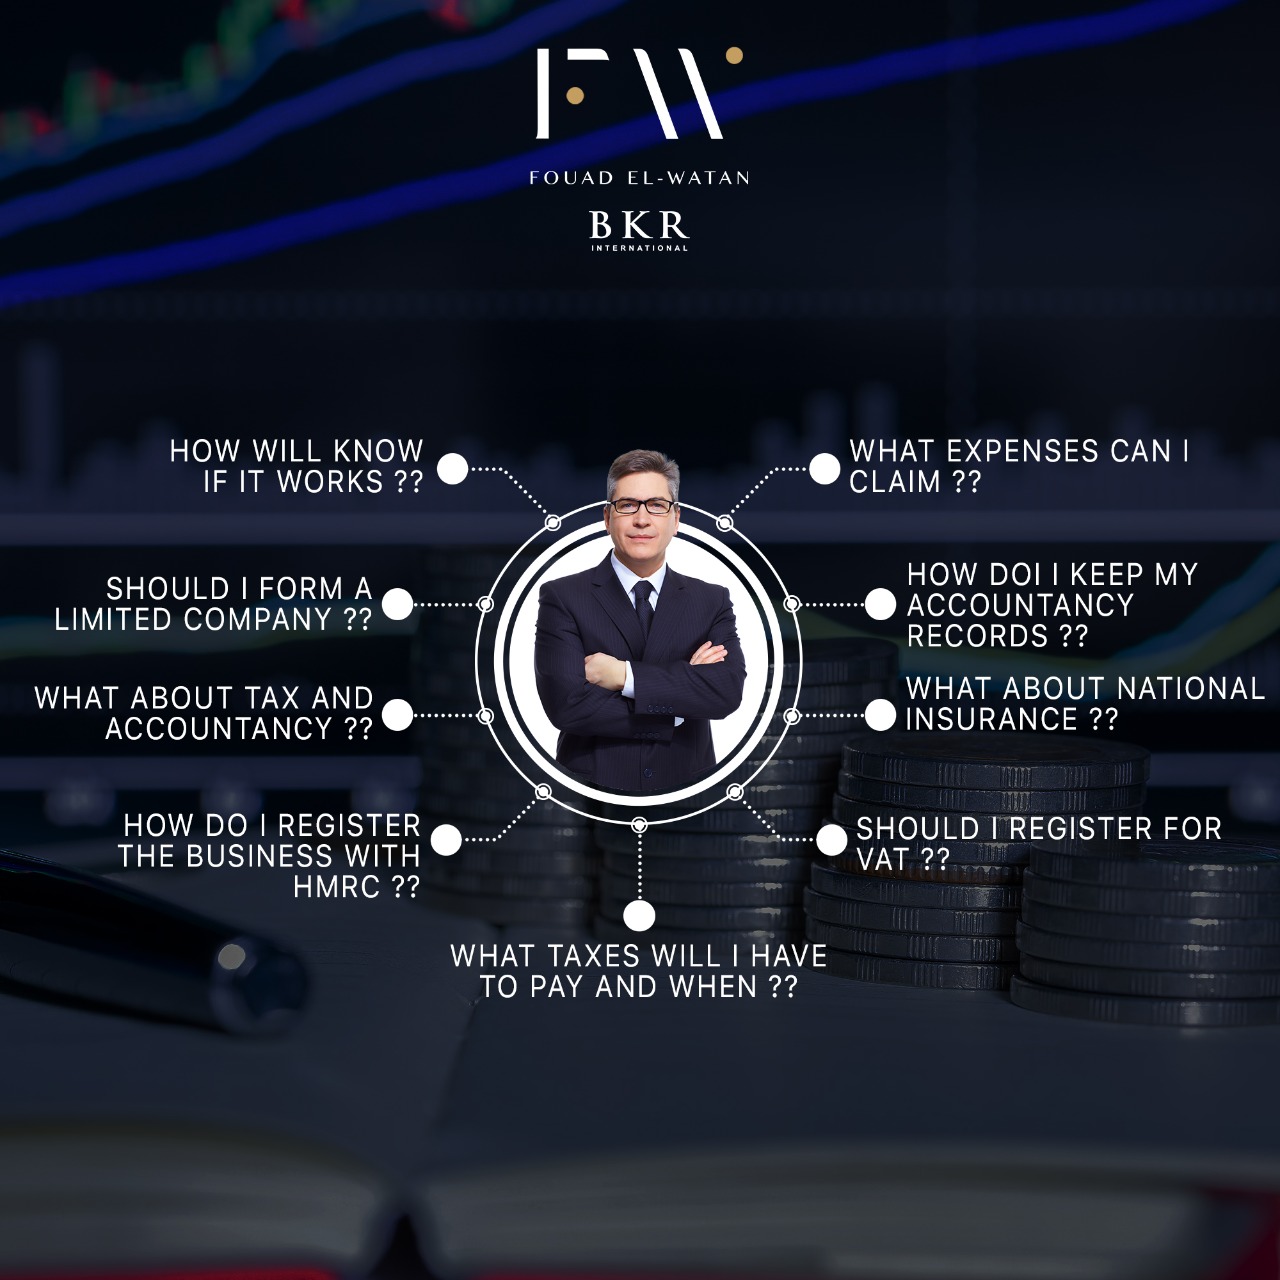 FW
FOUAD EL-WATAN
BKR
INTERNATIONAL
HOW WILL KNOW
IF IT WORKS ??
SHOULD I FORM A
LIMITED COMPANY ??
WHAT ABOUT TAX AND
ACCOUNTANCY ??
HOW DO I REGISTER
THE BUSINESS WITH
HMRC ??
WHAT TAXES WILL I HAVE
TO PAY AND WHEN ??
WHAT EXPENSES CAN I
CLAIM ??
HOW DOI I KEEP MY
ACCOUNTANCY
RECORDS ??
WHAT ABOUT NATIONAL
INSURANCE ??
SHOULD I REGISTER FOR
VAT ??